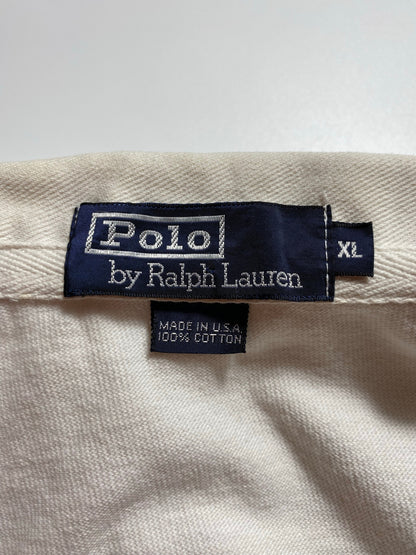 Polo
by Ralph Lauren
XL
MADE IN U.S.A.
100% COTTON